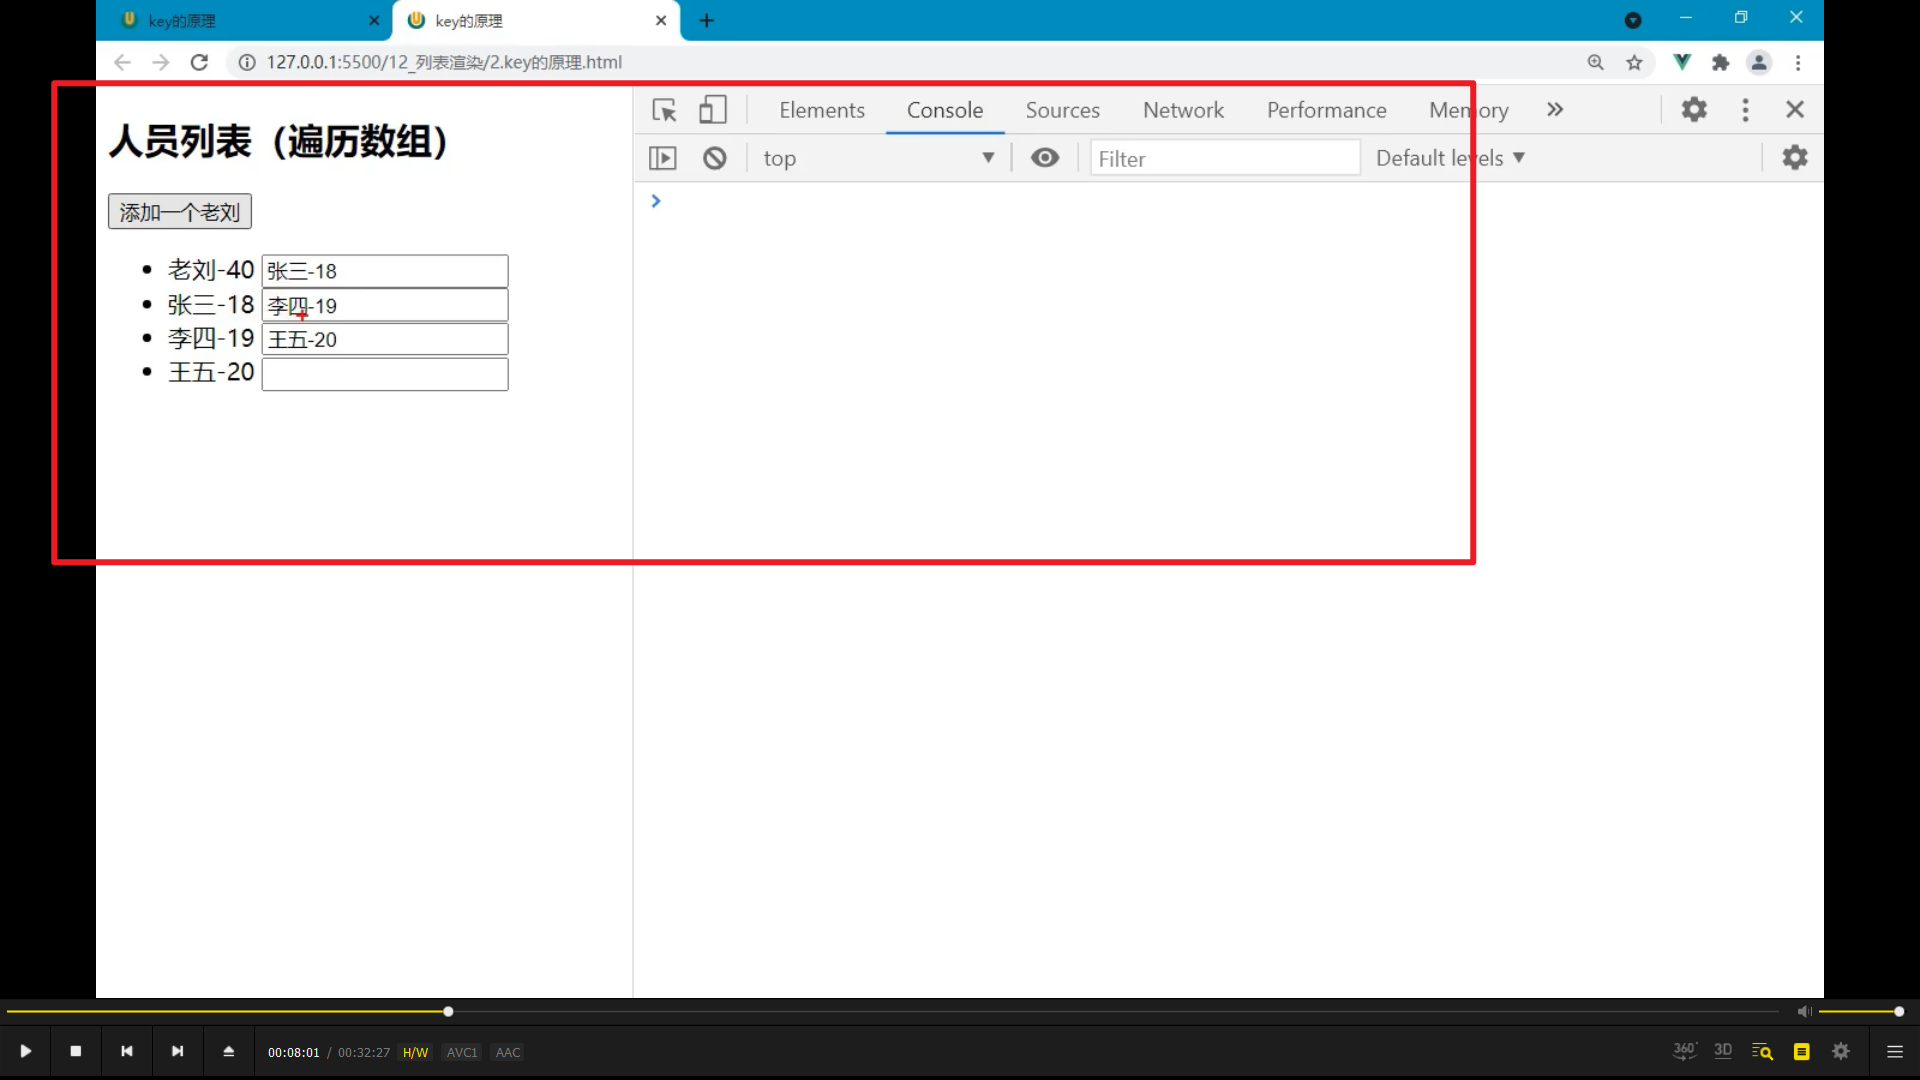 key的原理
key的原理
127.0.0.1:5500/12_列表渲染/2.key的原理.html
人员列表（遍历数组）
添加一个老刘
老刘-40 张三-18
张三-18 李四-19
李四-19 王五-20
王五-20
Elements Console Sources Network Performance Memory
top Filter Default levels
00:08:01 / 00:32:27 H/W AVC1 AAC
360° 3D